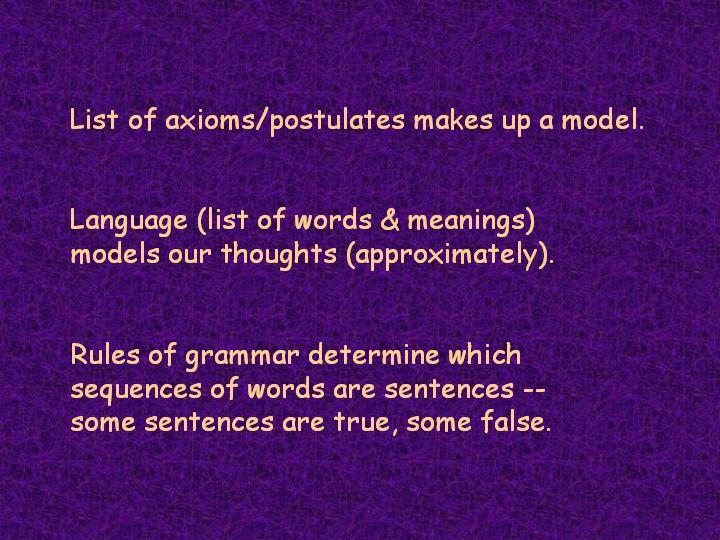 List of axioms/postulates makes up a model.
Language (list of words & meanings)
models our thoughts (approximately).
Rules of grammar determine which
sequences of words are sentences --
some sentences are true, some false.